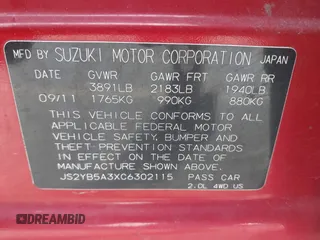 MFD BY SUZUKI MOTOR CORPORATION JAPAN
DATE GVWR GAWR FRT GAWR RR
3891LB 2183LB 1940LB
09/11 1765KG 990KG 880KG
THIS VEHICLE CONFORMS TO ALL
APPLICABLE FEDERAL MOTOR
VEHICLE SAFETY, BUMPER AND
THEFT PREVENTION STANDARDS
IN EFFECT ON THE DATE OF
MANUFACTURE SHOWN ABOVE.
JS2YB5A3XC6302115 PASS CAR
2.0L 4WD US
DREAMBID